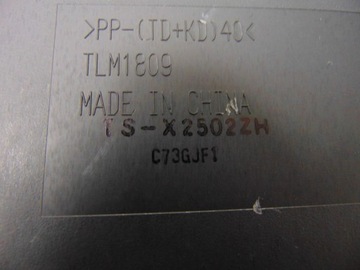 >PP-(TD+KD)40<
TLM1809
MADE IN CHINA
TS-X2502ZH
C73GJF1